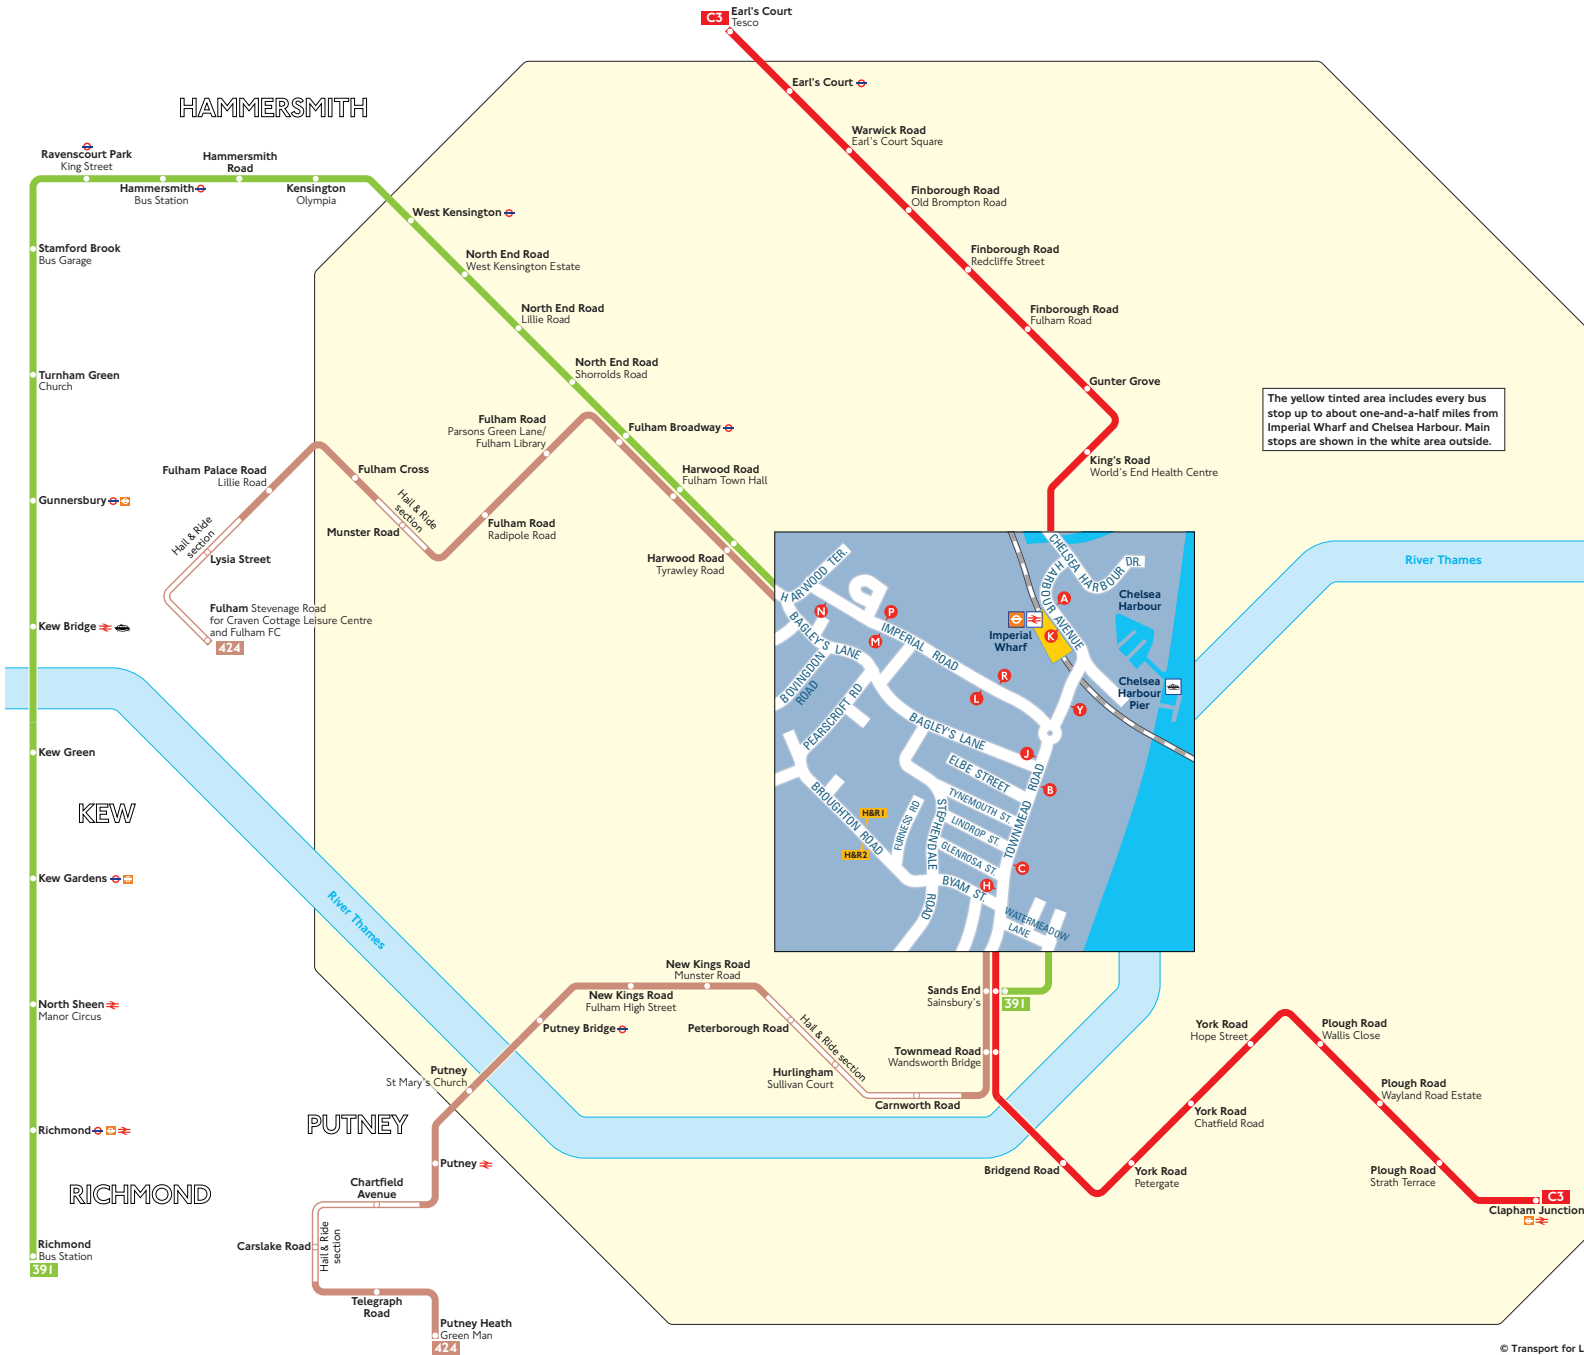 C3
Earl's Court
Tesco
Earl's Court
HAMMERSMITH
Warwick Road
Earl's Court Square
Ravenscourt Park
King Street
Hammersmith
Road
Hammersmith
Bus Station
Kensington
Olympia
West Kensington
Finborough Road
Old Brompton Road
Stamford Brook
Bus Garage
North End Road
West Kensington Estate
Finborough Road
Redcliffe Street
North End Road
Lillie Road
Finborough Road
Fulham Road
Turnham Green
Church
North End Road
Shorrolds Road
Gunter Grove
The yellow tinted area includes every bus
stop up to about one-and-a-half miles from
Imperial Wharf and Chelsea Harbour. Main
stops are shown in the white area outside.
Fulham Road
Parsons Green Lane/
Fulham Library
Fulham Broadway
Fulham Palace Road
Lillie Road
Fulham Cross
Harwood Road
Fulham Town Hall
King's Road
World's End Health Centre
Gunnersbury
Hail & Ride
section
Munster Road
Hail & Ride
section
Fulham Road
Radipole Road
Lysia Street
Harwood Road
Tyrawley Road
River Thames
Fulham Stevenage Road
for Craven Cottage Leisure Centre
and Fulham FC
424
Kew Bridge
HARWOOD TER.
CHELSEA HARBOUR DR.
HARBOUR AVENUE
Chelsea
Harbour
A
N
P
M
K
BAGLEY'S LANE
IMPERIAL ROAD
Imperial
Wharf
BOVINGDON
ROAD
PEARSCROFT RD
R
L
Y
Chelsea
Harbour
Pier
BAGLEY'S LANE
J
B
ELBE STREET
TYNEMOUTH ST.
LINDROP ST.
GLENROSA ST.
TOWNMEAD ROAD
BROUGHTON ROAD
H&R1
H&R2
FURNESS RD
STEPHENDALE
ROAD
C
H
BYAM ST.
WATERMEADOW
LANE
Kew Green
KEW
Kew Gardens
River Thames
North Sheen
Manor Circus
New Kings Road
Munster Road
New Kings Road
Fulham High Street
Putney Bridge
Peterborough Road
Hail & Ride section
Sands End
Sainsbury's
391
Townmead Road
Wandsworth Bridge
Hurlingham
Sullivan Court
Carnworth Road
Putney
St Mary's Church
PUTNEY
Putney
York Road
Hope Street
Plough Road
Wallis Close
Plough Road
Wayland Road Estate
York Road
Chatfield Road
Bridgend Road
York Road
Petergate
Plough Road
Strath Terrace
C3
Clapham Junction
Richmond
RICHMOND
Chartfield
Avenue
Carslake Road
Hail & Ride
section
Richmond
Bus Station
391
Telegraph
Road
Putney Heath
Green Man
424
© Transport for L